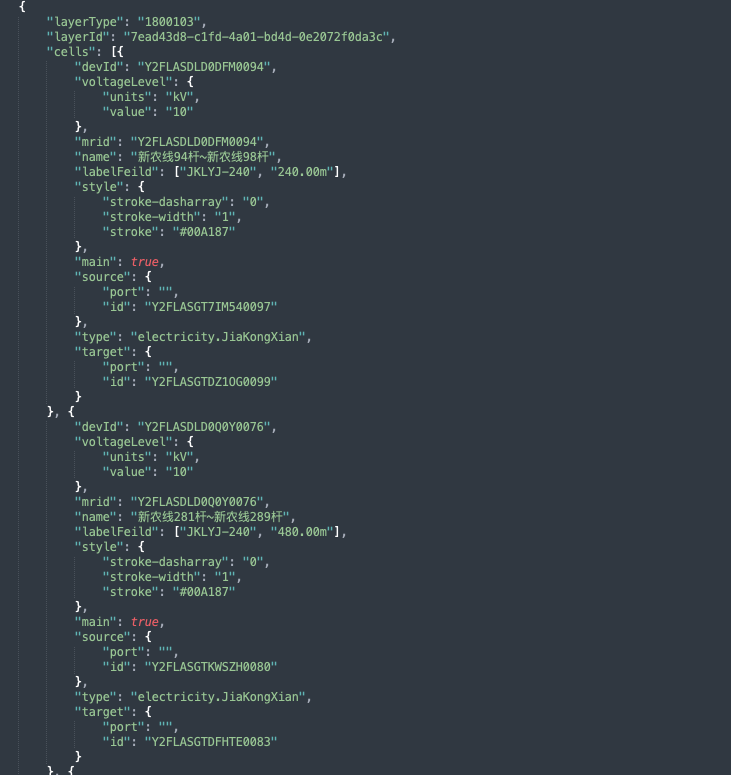 {
"layerType": "1800103",
"layerId": "7ead43d8-c1fd-4a01-bd4d-0e2072f0da3c",
"cells": [{
"devId": "Y2FLASDLD0DFM0094",
"voltageLevel": {
"units": "kV",
"value": "10"
},
"mrid": "Y2FLASDLD0DFM0094",
"name": "新农线94杆~新农线98杆",
"labelFeild": ["JKLYJ-240", "240.00m"],
"style": {
"stroke-dasharray": "0",
"stroke-width": "1",
"stroke": "#00A187"
},
"main": true,
"source": {
"port": "",
"id": "Y2FLASGT7IM540097"
},
"type": "electricity.JiaKongXian",
"target": {
"port": "",
"id": "Y2FLASGTDZ1OG0099"
}
}, {
"devId": "Y2FLASDLD0Q0Y0076",
"voltageLevel": {
"units": "kV",
"value": "10"
},
"mrid": "Y2FLASDLD0Q0Y0076",
"name": "新农线281杆~新农线289杆",
"labelFeild": ["JKLYJ-240", "480.00m"],
"style": {
"stroke-dasharray": "0",
"stroke-width": "1",
"stroke": "#00A187"
},
"main": true,
"source": {
"port": "",
"id": "Y2FLASGTKWSZH0080"
},
"type": "electricity.JiaKongXian",
"target": {
"port": "",
"id": "Y2FLASGTDFHTE0083"
}
}, {